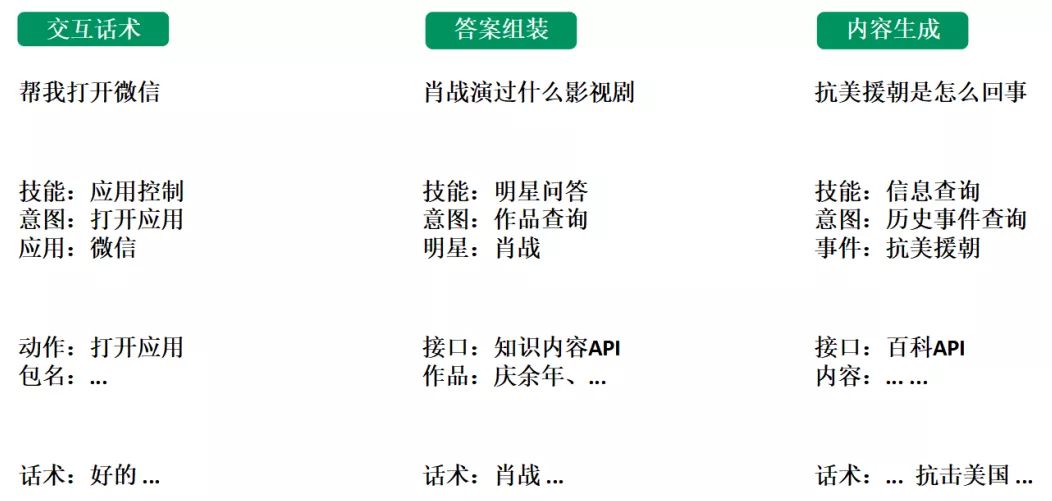 交互话术
答案组装
内容生成
帮我打开微信
肖战演过什么影视剧
抗美援朝是怎么回事
技能：应用控制
意图：打开应用
应用：微信
技能：明星问答
意图：作品查询
明星：肖战
技能：信息查询
意图：历史事件查询
事件：抗美援朝
动作：打开应用
包名：...
接口：知识内容API
作品：庆余年、...
接口：百科API
内容：... ...
话术：好的 ...
话术：肖战 ...
话术：... 抗击美国 ...